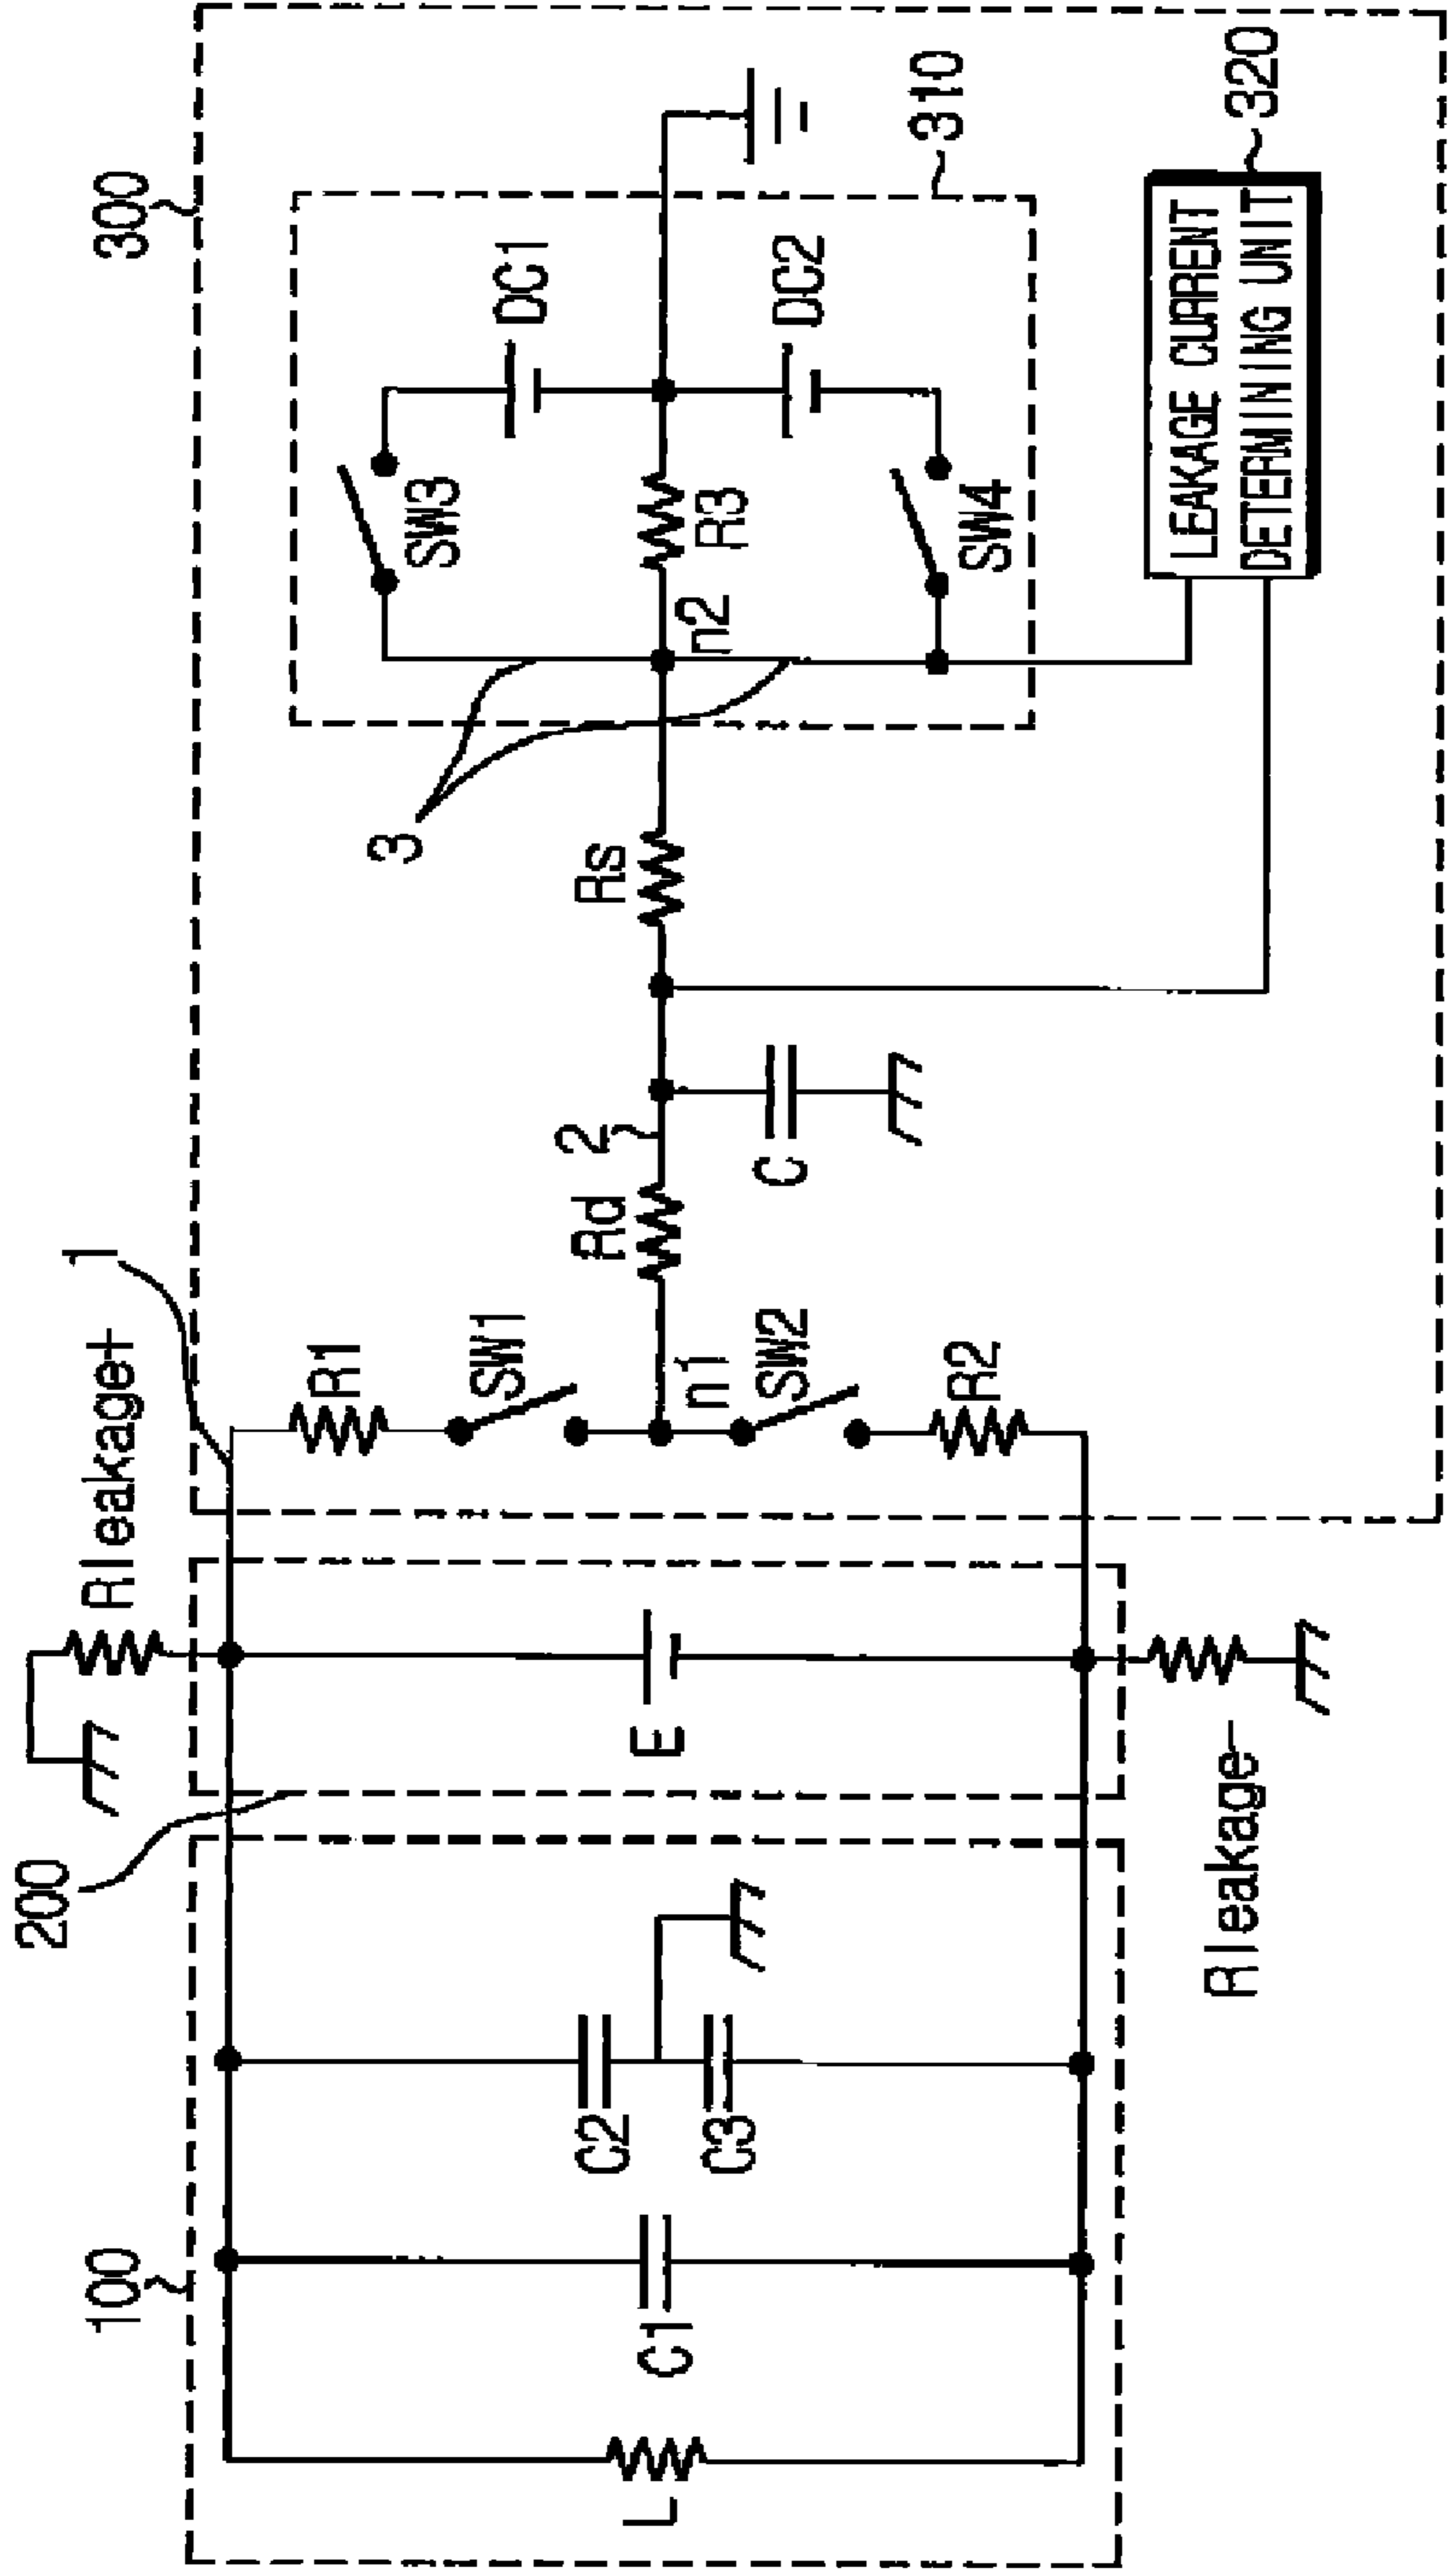 100
200
Rleakage+
1
300
L
C1
C2
C3
E
Rleakage-
R1
SW1
n1
SW2
R2
Rd
2
C
Rs
3
n2
SW3
R3
SW4
DC1
DC2
310
LEAKAGE CURRENT
DETERMINING UNIT
320